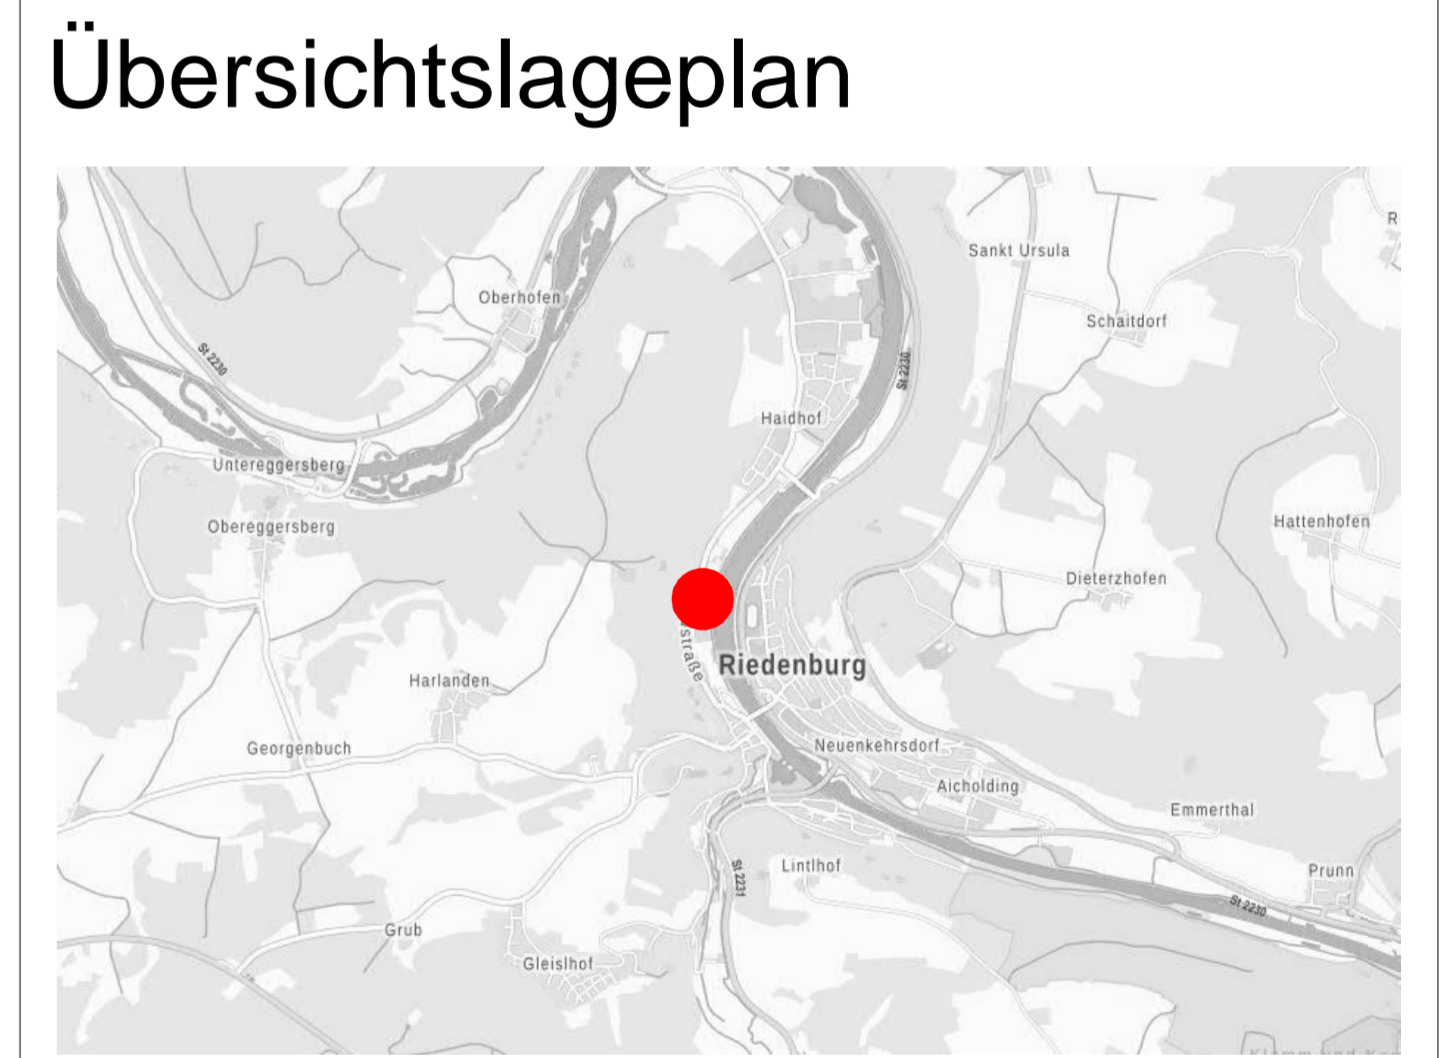 Übersichtslageplan
R
Sankt Ursula
Oberhofen
Schaitdorf
St 2230
St 2230
Haidhof
Untereggersberg
Obereggersberg
Hattenhofen
Dieterzhofen
straße
Riedenburg
Harlanden
Georgenbuch
Neuenkehrsdorf
Aicholding
Emmerthal
Lintlhof
Prunn
St 2231
St 2230
Grub
Gleislhof